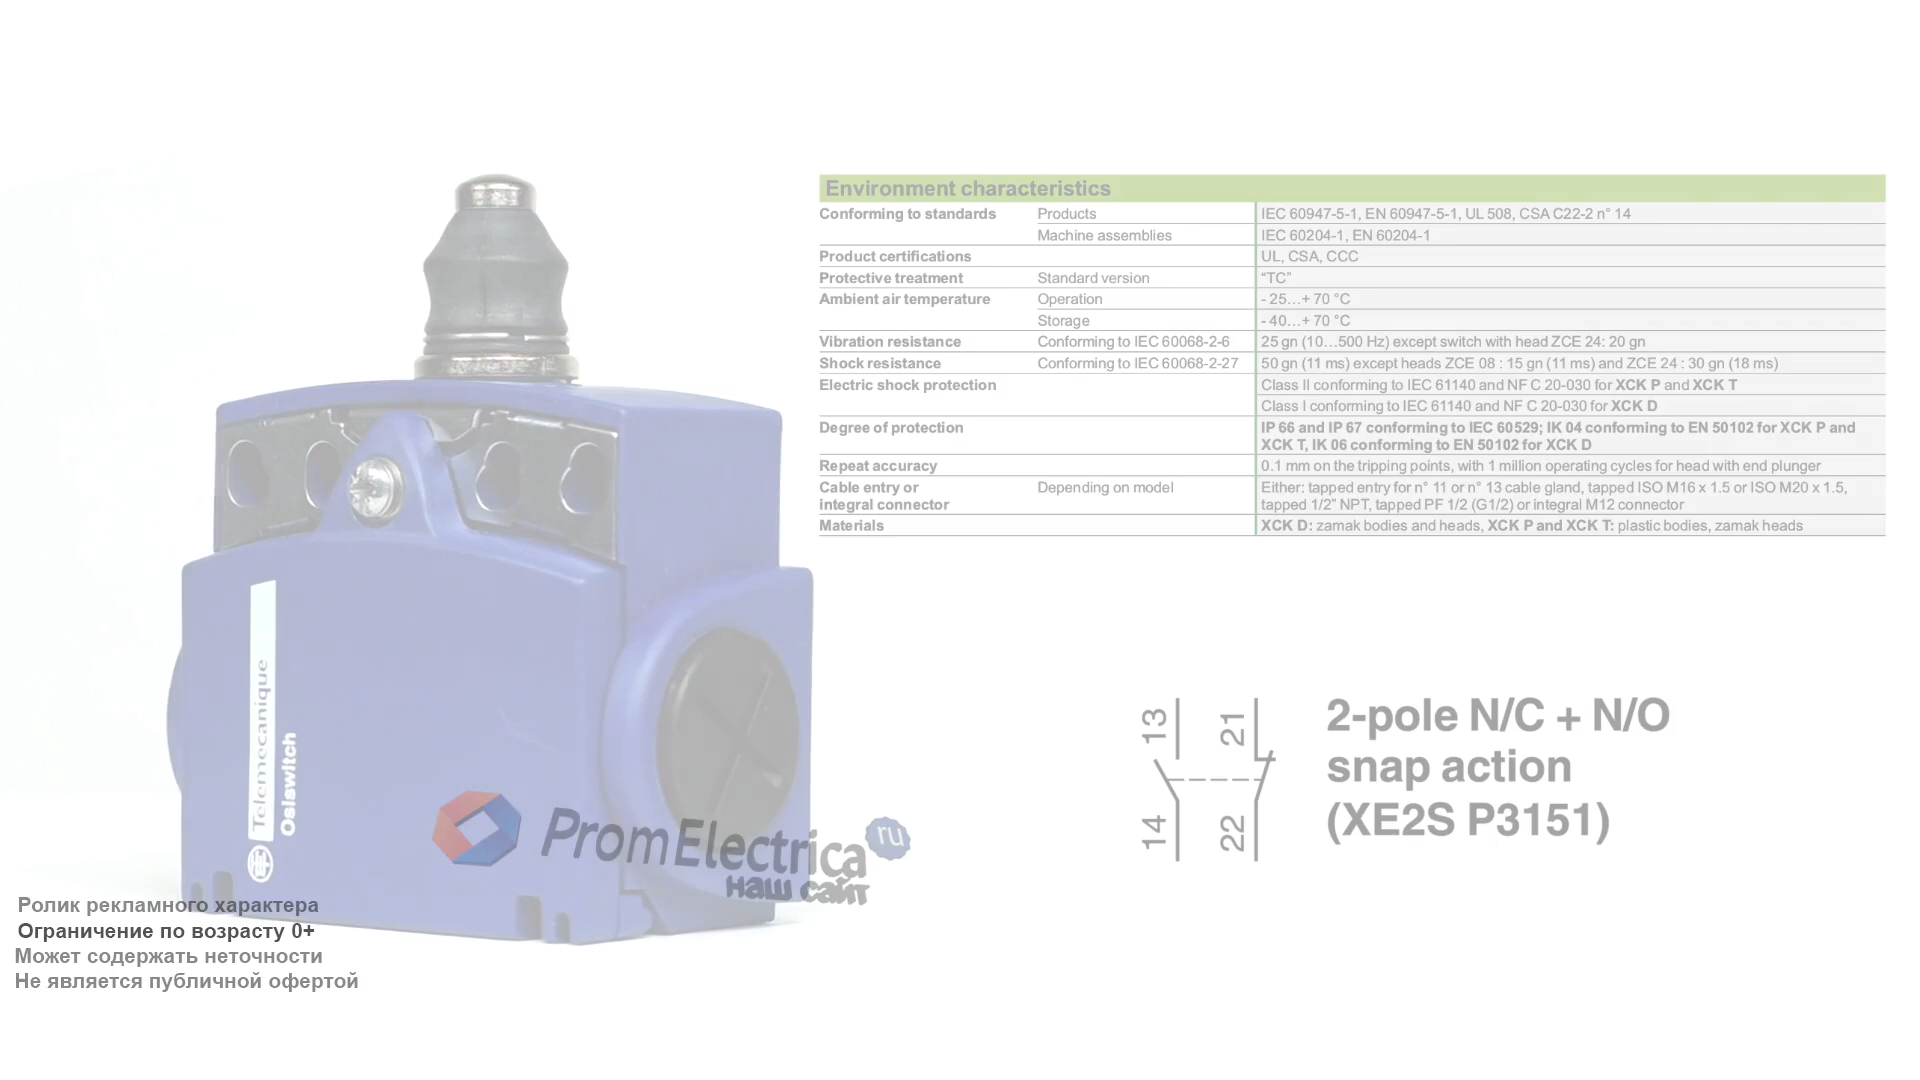 Environment characteristics
Conforming to standards Products IEC 60947-5-1, EN 60947-5-1, UL 508, CSA C22-2 n° 14
Machine assemblies IEC 60204-1, EN 60204-1
Product certifications UL, CSA, CCC
Protective treatment Standard version “TC”
Ambient air temperature Operation - 25…+ 70 °C
Storage - 40…+ 70 °C
Vibration resistance Conforming to IEC 60068-2-6 25 gn (10…500 Hz) except switch with head ZCE 24: 20 gn
Shock resistance Conforming to IEC 60068-2-27 50 gn (11 ms) except heads ZCE 08 : 15 gn (11 ms) and ZCE 24 : 30 gn (18 ms)
Electric shock protection Class II conforming to IEC 61140 and NF C 20-030 for XCK P and XCK T
Class I conforming to IEC 61140 and NF C 20-030 for XCK D
Degree of protection IP 66 and IP 67 conforming to IEC 60529; IK 04 conforming to EN 50102 for XCK P and
XCK T, IK 06 conforming to EN 50102 for XCK D
Repeat accuracy 0.1 mm on the tripping points, with 1 million operating cycles for head with end plunger
Cable entry or Depending on model Either: tapped entry for n° 11 or n° 13 cable gland, tapped ISO M16 x 1.5 or ISO M20 x 1.5,
integral connector tapped 1/2" NPT, tapped PF 1/2 (G1/2) or integral M12 connector
Materials XCK D: zamak bodies and heads, XCK P and XCK T: plastic bodies, zamak heads
Telemecanique
Osiswitch
13 21
14 22
2-pole N/C + N/O
snap action
(XE2S P3151)
PromElectrica ru
наш сайт
Ролик рекламного характера
Ограничение по возрасту 0+
Может содержать неточности
Не является публичной офертой